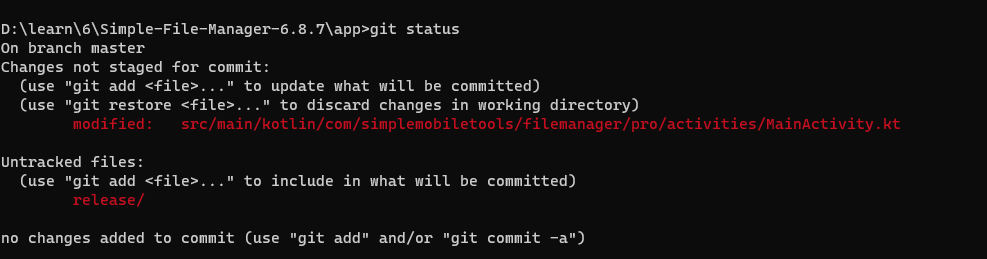 D:\learn\6\Simple-File-Manager-6.8.7\app>git status
On branch master
Changes not staged for commit:
  (use "git add <file>..." to update what will be committed)
  (use "git restore <file>..." to discard changes in working directory)
        modified:   src/main/kotlin/com/simplemobiletools/filemanager/pro/activities/MainActivity.kt
Untracked files:
  (use "git add <file>..." to include in what will be committed)
        release/
no changes added to commit (use "git add" and/or "git commit -a")